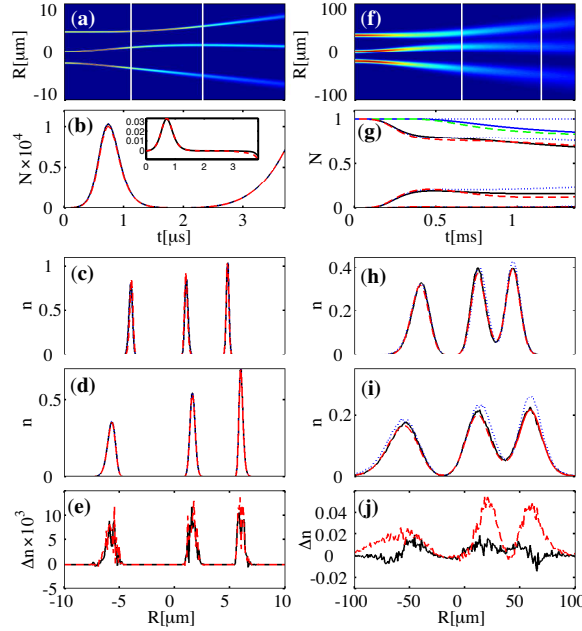 10 (a)
R[μm]
0
-10
(b)
1
N×10⁴
0.5
0
0.03
0.02
0.01
0
0 1 2 3
0 1 2 3
t[μs]
(c)
1
n
0.5
0
(d)
n
0.4
0.2
0
(e)
10
Δn×10³
5
0
-5
-10 -5 0 5 10
R[μm]
100 (f)
R[μm]
0
-100
1
(g)
N
0.5
0
0 0.5 1
t[ms]
0.4 (h)
n
0.2
0
(i)
n
0.2
0
(j)
0.04
Δn
0.02
0
-0.02
-100 -50 0 50 100
R[μm]